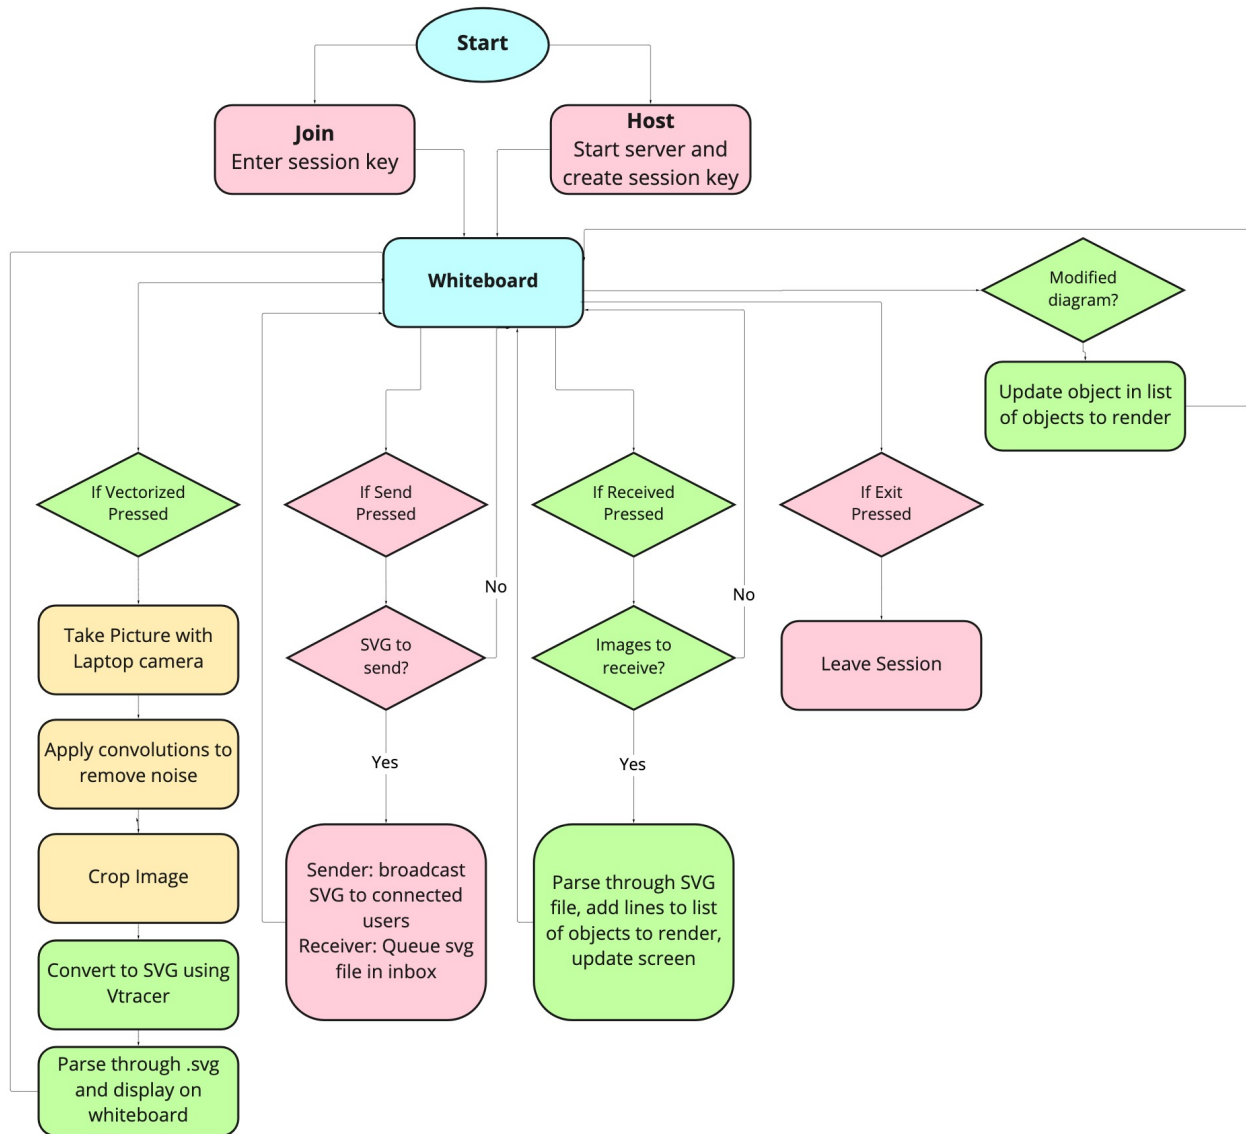 Start
Join
Enter session key
Host
Start server and
create session key
Whiteboard
Modified
diagram?
Update object in list
of objects to render
If Vectorized
Pressed
If Send
Pressed
If Received
Pressed
If Exit
Pressed
No
No
Take Picture with
Laptop camera
SVG to
send?
Images to
receive?
Leave Session
Apply convolutions to
remove noise
Yes
Yes
Crop Image
Sender: broadcast
SVG to connected
users
Receiver: Queue svg
file in inbox
Parse through SVG
file, add lines to list
of objects to render,
update screen
Convert to SVG using
Vtracer
Parse through .svg
and display on
whiteboard